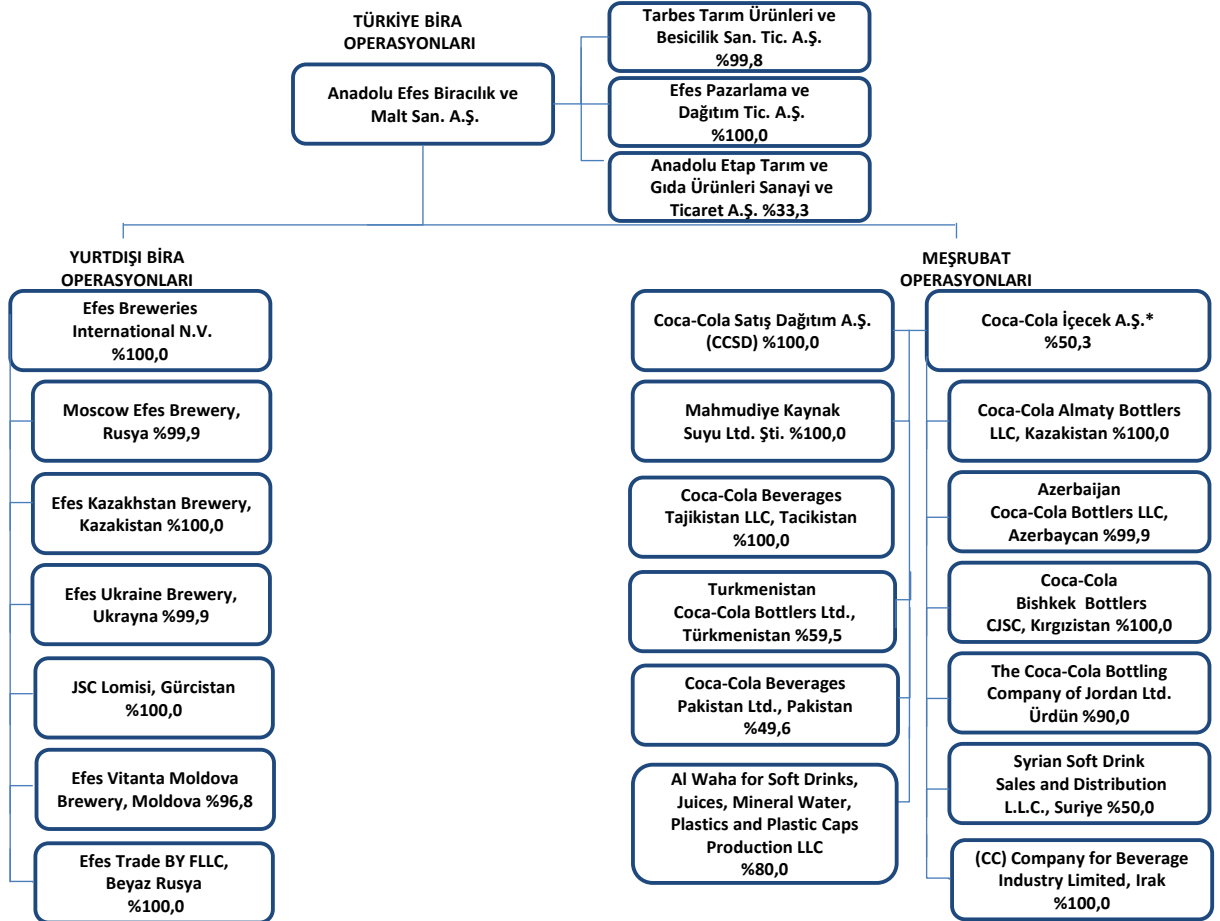 TÜRKİYE BİRA
OPERASYONLARI
Anadolu Efes Biracılık ve
Malt San. A.Ş.
Tarbes Tarım Ürünleri ve
Besicilik San. Tic. A.Ş.
%99,8
Efes Pazarlama ve
Dağıtım Tic. A.Ş.
%100,0
Anadolu Etap Tarım ve
Gıda Ürünleri Sanayi ve
Ticaret A.Ş. %33,3
YURTDIŞI BİRA
OPERASYONLARI
Efes Breweries
International N.V.
%100,0
Moscow Efes Brewery,
Rusya %99,9
Efes Kazakhstan Brewery,
Kazakistan %100,0
Efes Ukraine Brewery,
Ukrayna %99,9
JSC Lomisi, Gürcistan
%100,0
Efes Vitanta Moldova
Brewery, Moldova %96,8
Efes Trade BY FLLC,
Beyaz Rusya
%100,0
MEŞRUBAT
OPERASYONLARI
Coca-Cola Satış Dağıtım A.Ş.
(CCSD) %100,0
Mahmudiye Kaynak
Suyu Ltd. Şti. %100,0
Coca-Cola Beverages
Tajikistan LLC, Tacikistan
%100,0
Turkmenistan
Coca-Cola Bottlers Ltd.,
Türkmenistan %59,5
Coca-Cola Beverages
Pakistan Ltd., Pakistan
%49,6
Al Waha for Soft Drinks,
Juices, Mineral Water,
Plastics and Plastic Caps
Production LLC
%80,0
Coca-Cola İçecek A.Ş.*
%50,3
Coca-Cola Almaty Bottlers
LLC, Kazakistan %100,0
Azerbaijan
Coca-Cola Bottlers LLC,
Azerbaycan %99,9
Coca-Cola
Bishkek Bottlers
CJSC, Kırgızistan %100,0
The Coca-Cola Bottling
Company of Jordan Ltd.
Ürdün %90,0
Syrian Soft Drink
Sales and Distribution
L.L.C., Suriye %50,0
(CC) Company for Beverage
Industry Limited, Irak
%100,0